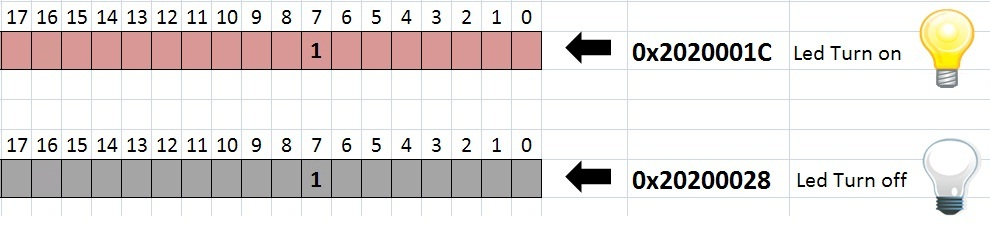 17 16 15 14 13 12 11 10 9 8 7 6 5 4 3 2 1 0
1 0x2020001C Led Turn on
17 16 15 14 13 12 11 10 9 8 7 6 5 4 3 2 1 0
1 0x20200028 Led Turn off